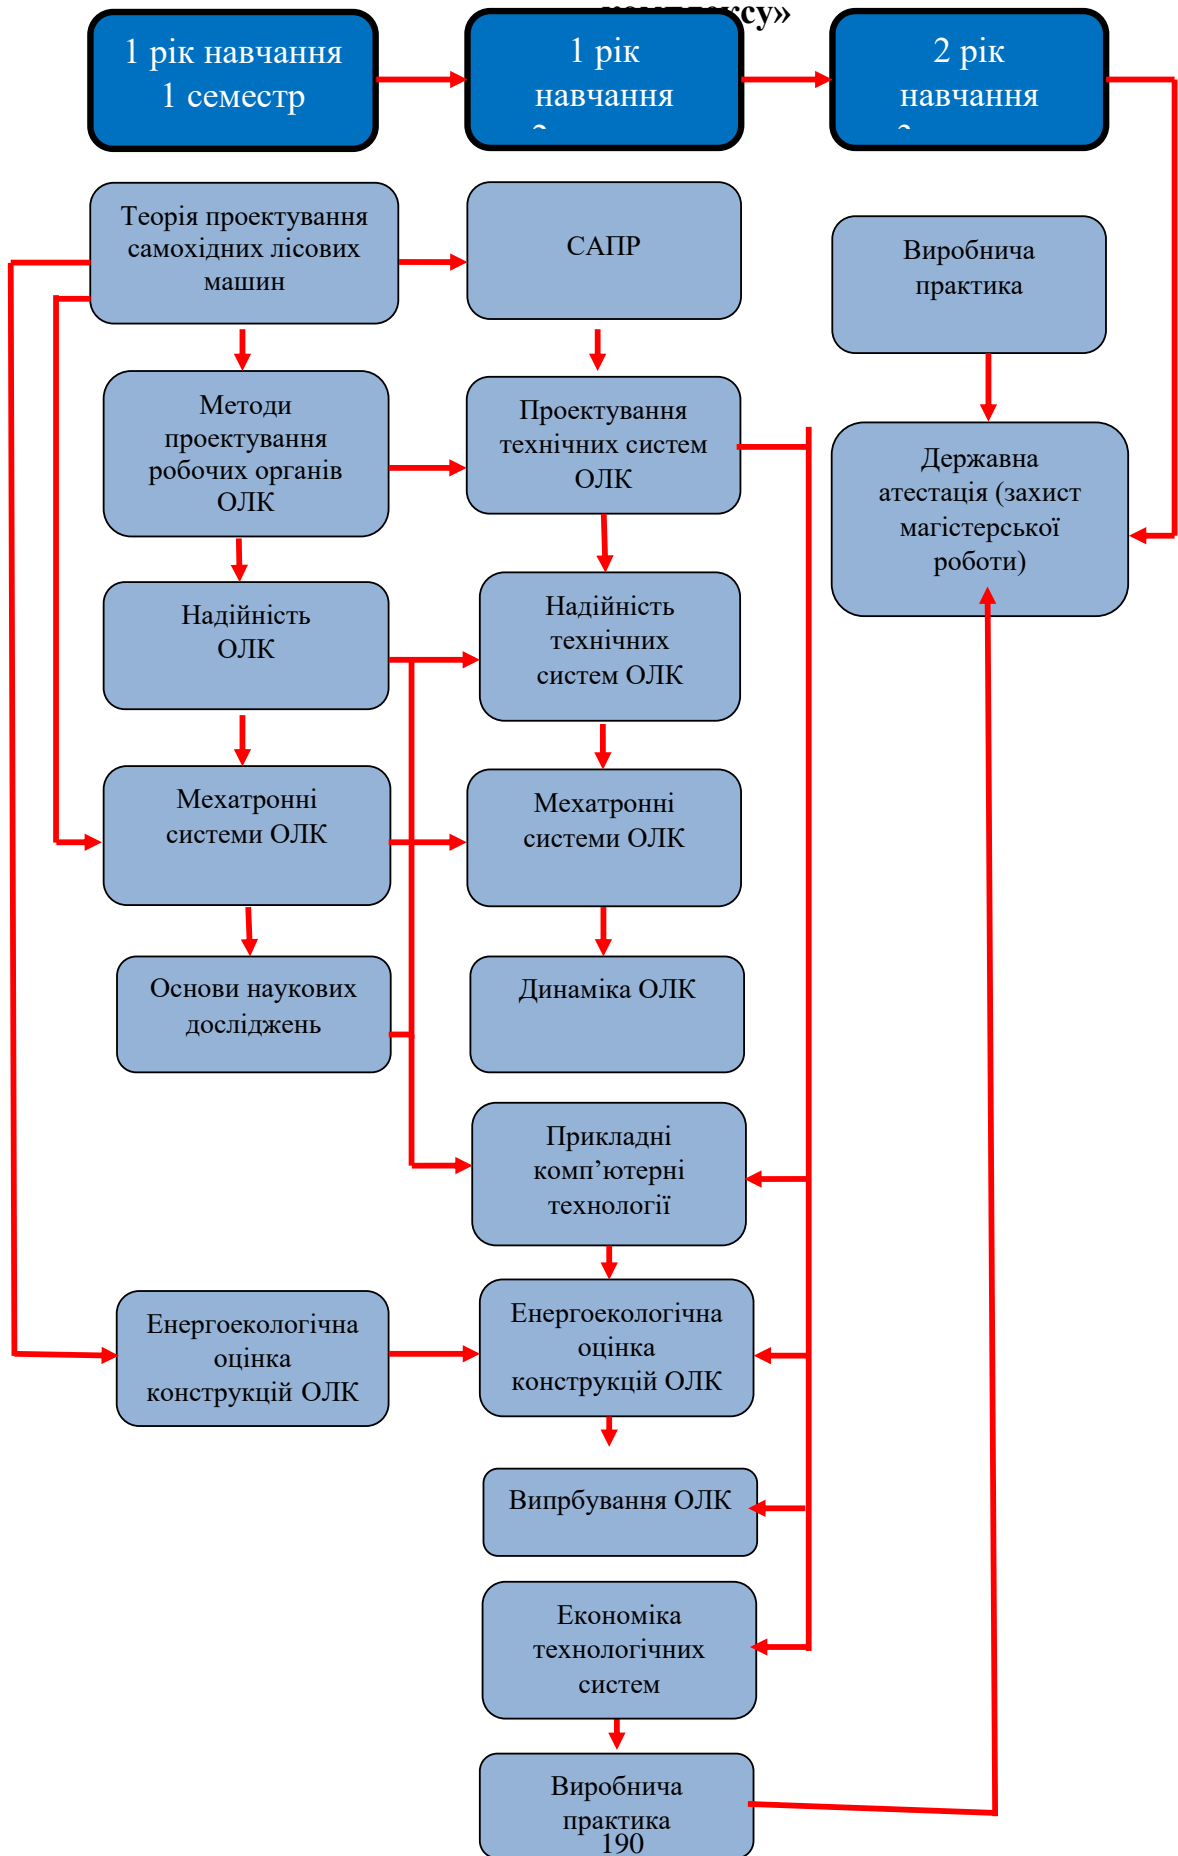 1 рік навчання
1 семестр
1 рік
навчання
2 рік
навчання
Теорія проектування
самохідних лісових
машин
САПР
Виробнича
практика
Методи
проектування
робочих органів
ОЛК
Проектування
технічних систем
ОЛК
Державна
атестація (захист
магістерської
роботи)
Надійність
ОЛК
Надійність
технічних
систем ОЛК
Мехатронні
системи ОЛК
Мехатронні
системи ОЛК
Основи наукових
досліджень
Динаміка ОЛК
Прикладні
комп’ютерні
технології
Енергоекологічна
оцінка
конструкцій ОЛК
Енергоекологічна
оцінка
конструкцій ОЛК
Випрбування ОЛК
Економіка
технологічних
систем
Виробнича
практика
190